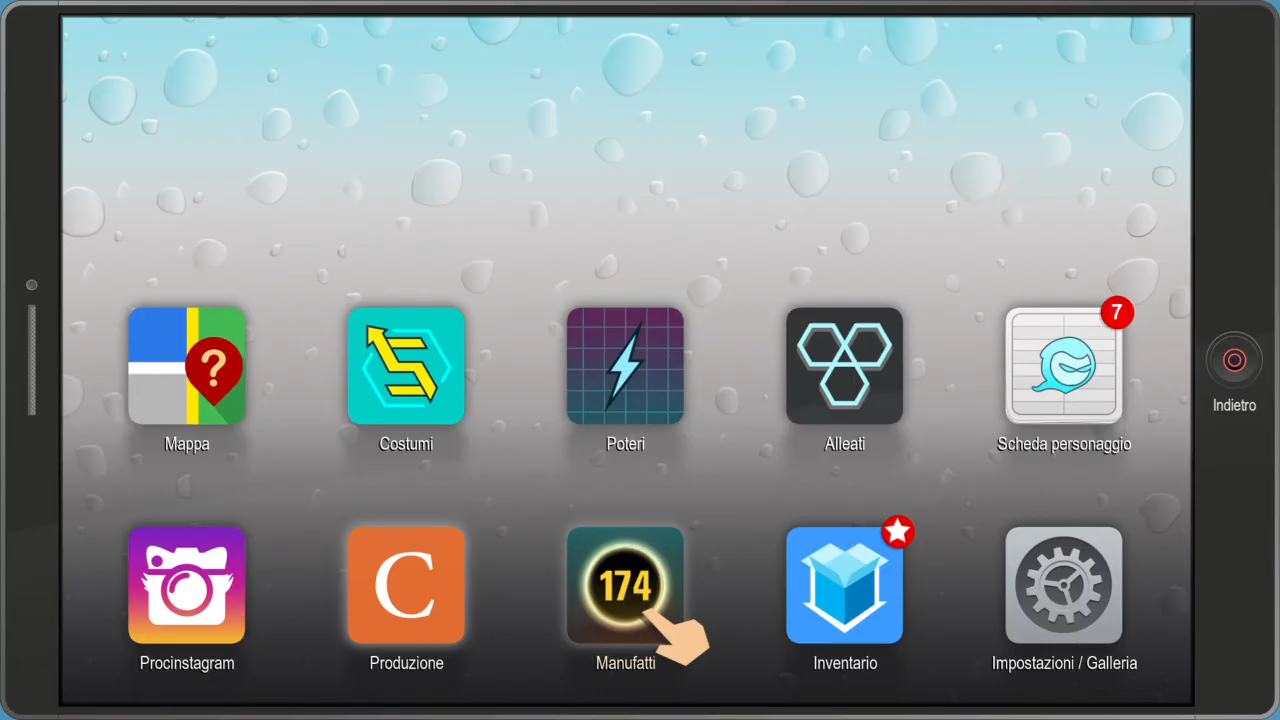 7
?
Mappa
Costumi
Poteri
Alleati
Scheda personaggio
Indietro
C
174
Procinstagram
Produzione
Manufatti
Inventario
Impostazioni / Galleria